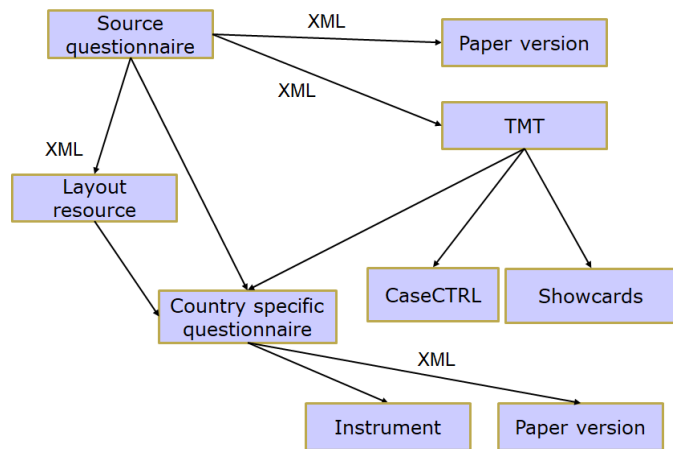 Source
questionnaire
XML
Paper version
XML
TMT
XML
Layout
resource
CaseCTRL
Showcards
Country specific
questionnaire
XML
Instrument
Paper version